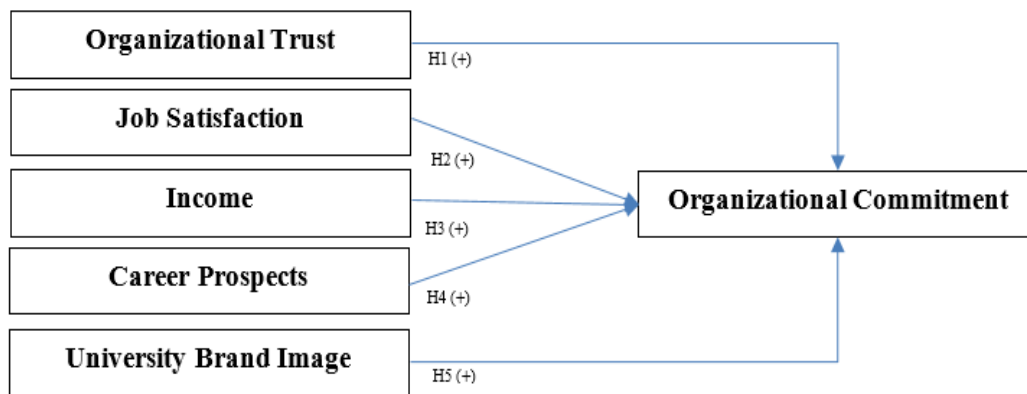 Organizational Trust
H1 (+)
Job Satisfaction
H2 (+)
Income
H3 (+)
Organizational Commitment
Career Prospects
H4 (+)
University Brand Image
H5 (+)